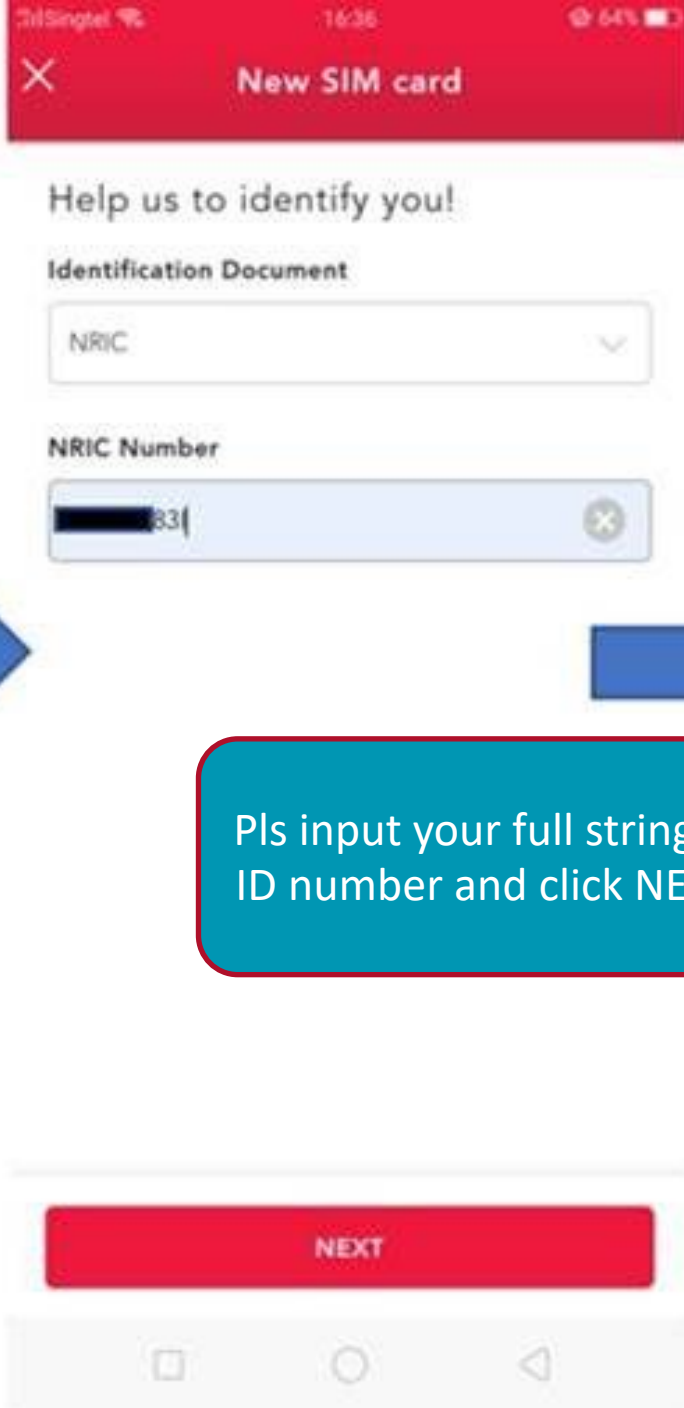 Singtel 16:36 64%
New SIM card
Help us to identify you!
Identification Document
NRIC
NRIC Number
83
Pls input your full string
ID number and click NE
NEXT